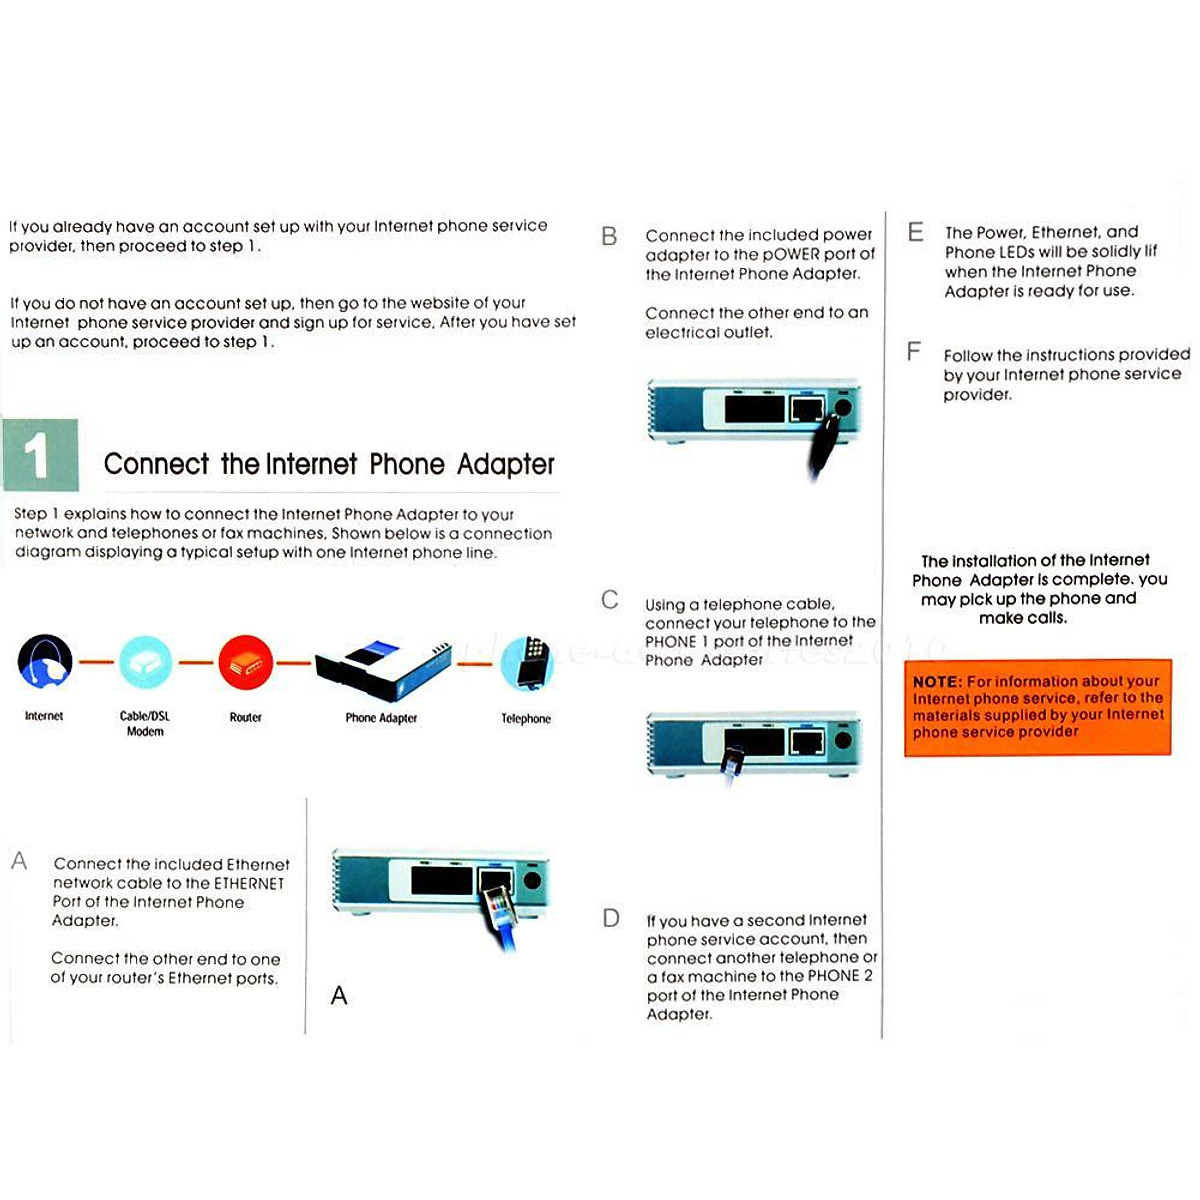 If you already have an account set up with your Internet phone service
provider, then proceed to step 1.
If you do not have an account set up, then go to the website of your
Internet phone service provider and sign up for service, After you have set
up an account, proceed to step 1.
1
Connect the Internet Phone Adapter
Step 1 explains how to connect the Internet Phone Adapter to your
network and telephones or fax machines, Shown below is a connection
diagram displaying a typical setup with one Internet phone line.
Internet
Cable/DSL
Modem
Router
Phone Adapter
Telephone
A
Connect the included Ethernet
network cable to the ETHERNET
Port of the Internet Phone
Adapter.
Connect the other end to one
of your router's Ethernet ports.
A
B
Connect the included power
adapter to the pOWER port of
the Internet Phone Adapter.
Connect the other end to an
electrical outlet.
C
Using a telephone cable,
connect your telephone to the
PHONE 1 port of the Internet
Phone Adapter
D
If you have a second Internet
phone service account, then
connect another telephone or
a fax machine to the PHONE 2
port of the Internet Phone
Adapter.
E
The Power, Ethernet, and
Phone LEDs will be solidly lif
when the Internet Phone
Adapter is ready for use.
F
Follow the instructions provided
by your Internet phone service
provider.
The installation of the Internet
Phone Adapter is complete. you
may pick up the phone and
make calls.
NOTE: For information about your
Internet phone service, refer to the
materials supplied by your Internet
phone service provider